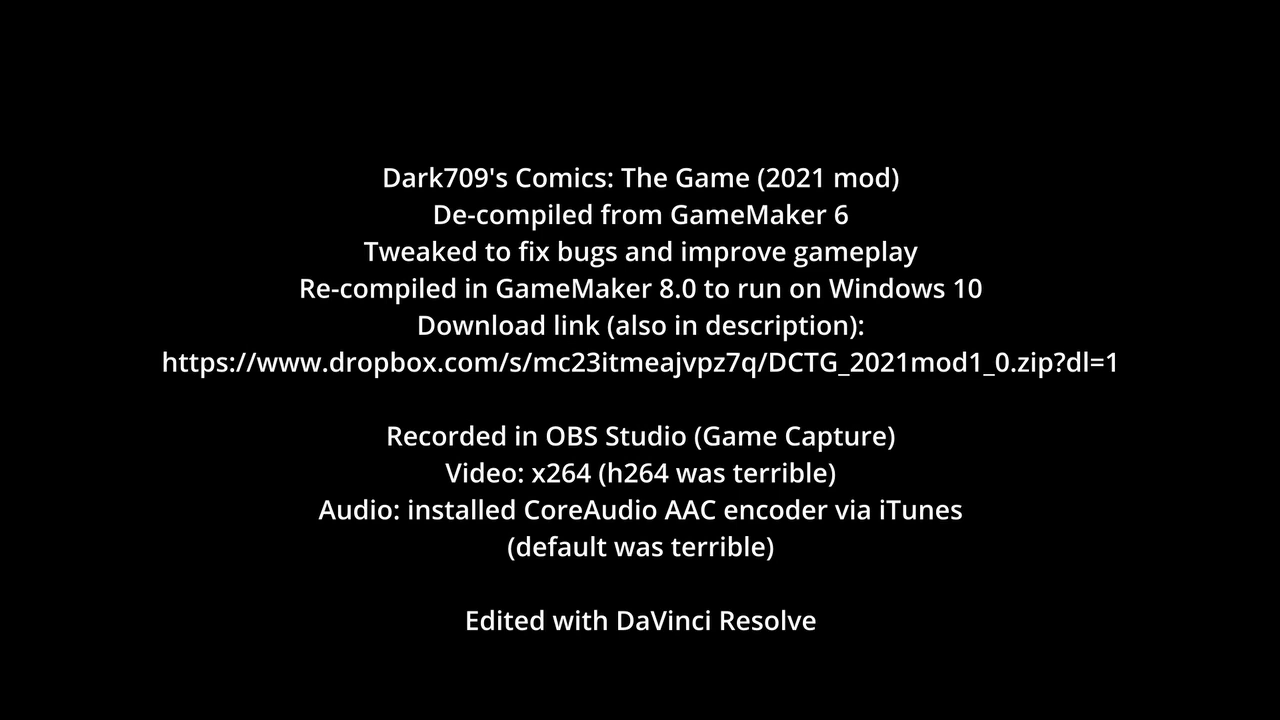 Dark709's Comics: The Game (2021 mod)
De-compiled from GameMaker 6
Tweaked to fix bugs and improve gameplay
Re-compiled in GameMaker 8.0 to run on Windows 10
Download link (also in description):
https://www.dropbox.com/s/mc23itmeajvpz7q/DCTG_2021mod1_0.zip?dl=1
Recorded in OBS Studio (Game Capture)
Video: x264 (h264 was terrible)
Audio: installed CoreAudio AAC encoder via iTunes
(default was terrible)
Edited with DaVinci Resolve